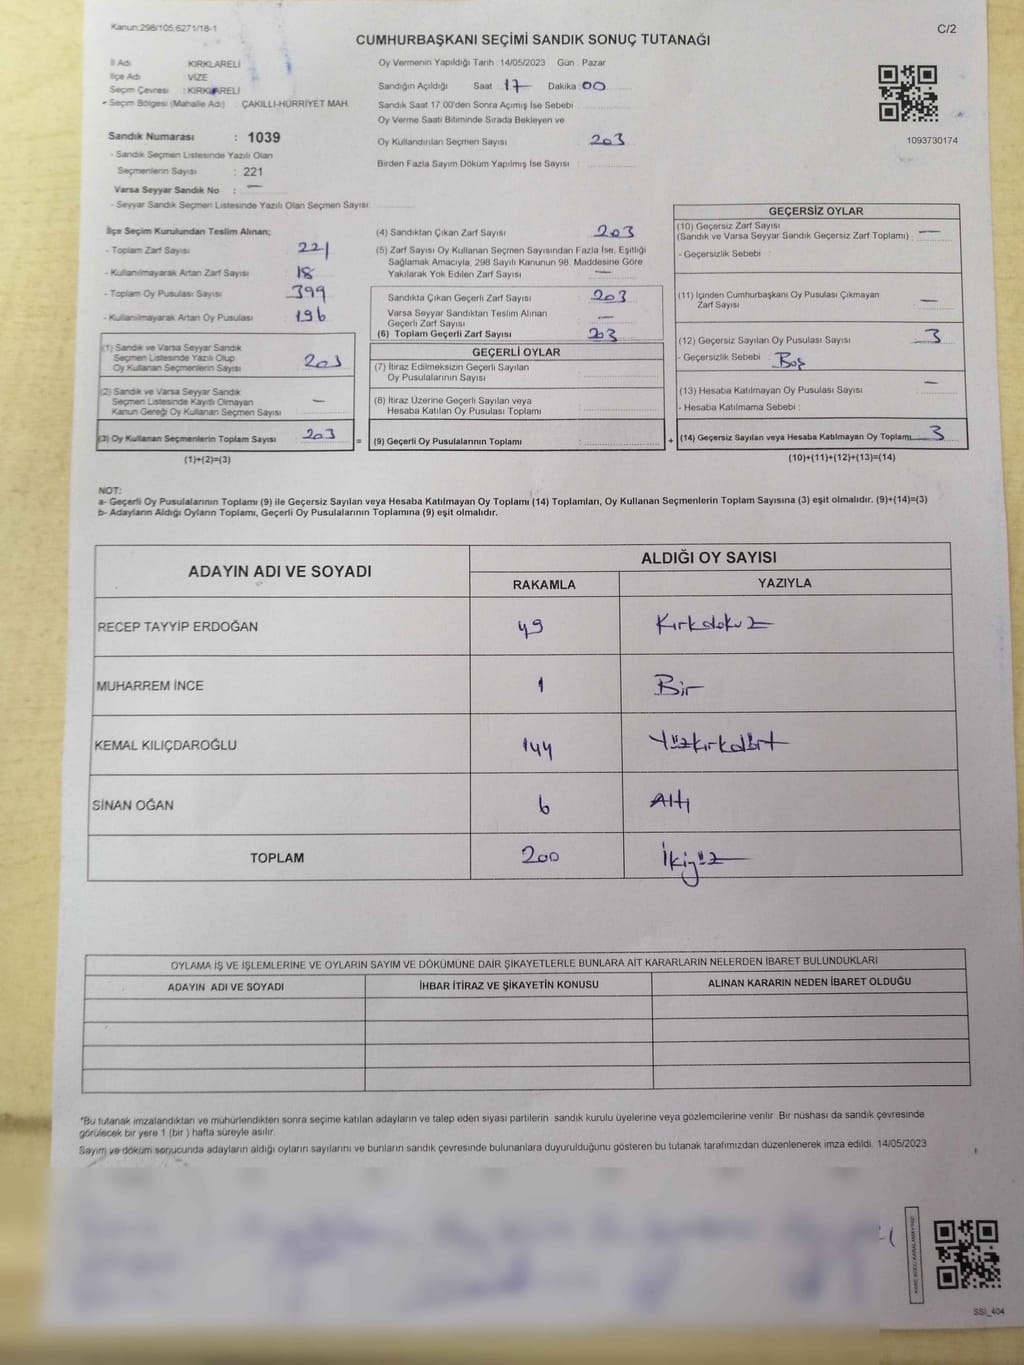 Kanun:298/105,6271/18-1
C/2
CUMHURBAŞKANI SEÇİMİ SANDIK SONUÇ TUTANAĞI
İl Adı KIRKLARELİ
İlçe Adı VİZE
Seçim Çevresi : KIRKLARELİ
Seçim Bölgesi (Mahalle Adı) : ÇAKILLI-HÜRRİYET MAH.
Oy Vermenin Yapıldığı Tarih : 14/05/2023 Gün : Pazar
Sandığın Açıldığı Saat : 17 Dakika : 00
Sandık Saat 17.00'den Sonra Açımış İse Sebebi :
Oy Verme Saati Bitiminde Sırada Bekleyen ve
Oy Kullandırılan Seçmen Sayısı : 203
Birden Fazla Sayım Döküm Yapılmış İse Sayısı :
1093730174
Sandık Numarası : 1039
- Sandık Seçmen Listesinde Yazılı Olan
Seçmenlerin Sayısı : 221
Varsa Seyyar Sandık No : —
- Seyyar Sandık Seçmen Listesinde Yazılı Olan Seçmen Sayısı:
İlçe Seçim Kurulundan Teslim Alınan;
- Toplam Zarf Sayısı : 221
- Kullanılmayarak Artan Zarf Sayısı : 18
- Toplam Oy Pusulası Sayısı : 399
- Kullanılmayarak Artan Oy Pusulası : 196
(1) Sandık ve Varsa Seyyar Sandık
Seçmen Listesinde Yazılı Olup
Oy Kullanan Seçmenlerin Sayısı : 203
(2) Sandık ve Varsa Seyyar Sandık
Seçmen Listesinde Kayıtlı Olmayan
Kanun Gereği Oy Kullanan Seçmen Sayısı : —
(3) Oy Kullanan Seçmenlerin Toplam Sayısı : 203
(1)+(2)=(3)
(4) Sandıktan Çıkan Zarf Sayısı : 203
(5) Zarf Sayısı Oy Kullanan Seçmen Sayısından Fazla İse, Eşitliği
Sağlamak Amacıyla, 298 Sayılı Kanunun 98. Maddesine Göre
Yakılarak Yok Edilen Zarf Sayısı : —
Sandıkta Çıkan Geçerli Zarf Sayısı : 203
Varsa Seyyar Sandıktan Teslim Alınan
Geçerli Zarf Sayısı : —
(6) Toplam Geçerli Zarf Sayısı : 203
GEÇERLİ OYLAR
(7) İtiraz Edilmeksizin Geçerli Sayılan
Oy Pusulalarının Sayısı :
(8) İtiraz Üzerine Geçerli Sayılan veya
Hesaba Katılan Oy Pusulası Toplamı :
= (9) Geçerli Oy Pusulalarının Toplamı :
GEÇERSİZ OYLAR
(10) Geçersiz Zarf Sayısı
(Sandık ve Varsa Seyyar Sandık Geçersiz Zarf Toplamı) : —
- Geçersizlik Sebebi :
(11) İçinden Cumhurbaşkanı Oy Pusulası Çıkmayan
Zarf Sayısı : —
(12) Geçersiz Sayılan Oy Pusulası Sayısı : 3
- Geçersizlik Sebebi : Boş
(13) Hesaba Katılmayan Oy Pusulası Sayısı : —
- Hesaba Katılmama Sebebi :
+ (14) Geçersiz Sayılan veya Hesaba Katılmayan Oy Toplamı: 3
(10)+(11)+(12)+(13)=(14)
NOT:
a- Geçerli Oy Pusulalarının Toplamı (9) ile Geçersiz Sayılan veya Hesaba Katılmayan Oy Toplamı (14) Toplamları, Oy Kullanan Seçmenlerin Toplam Sayısına (3) eşit olmalıdır. (9)+(14)=(3)
b- Adayların Aldığı Oyların Toplamı, Geçerli Oy Pusulalarının Toplamına (9) eşit olmalıdır.
ADAYIN ADI VE SOYADI ALDIĞI OY SAYISI
RAKAMLA YAZIYLA
RECEP TAYYİP ERDOĞAN 49 Kırkdokuz
MUHARREM İNCE 1 Bir
KEMAL KILIÇDAROĞLU 144 Yüzkırkdört
SİNAN OĞAN 6 Altı
TOPLAM 200 İkiyüz
OYLAMA İŞ VE İŞLEMLERİNE VE OYLARIN SAYIM VE DÖKÜMÜNE DAİR ŞİKAYETLERLE BUNLARA AİT KARARLARIN NELERDEN İBARET BULUNDUKLARI
ADAYIN ADI VE SOYADI İHBAR İTİRAZ VE ŞİKAYETİN KONUSU ALINAN KARARIN NEDEN İBARET OLDUĞU
*Bu tutanak imzalandıktan ve mühürlendikten sonra seçime katılan adayların ve talep eden siyasi partilerin sandık kurulu üyelerine veya gözlemcilerine verilir. Bir nüshası da sandık çevresinde
görülecek bir yere 1 (bir ) hafta süreyle asılır.
Sayım ve döküm sonucunda adayların aldığı oyların sayılarını ve bunların sandık çevresinde bulunanlara duyurulduğunu gösteren bu tutanak tarafımızdan düzenlenerek imza edildi. 14/05/2023
SSİ_404